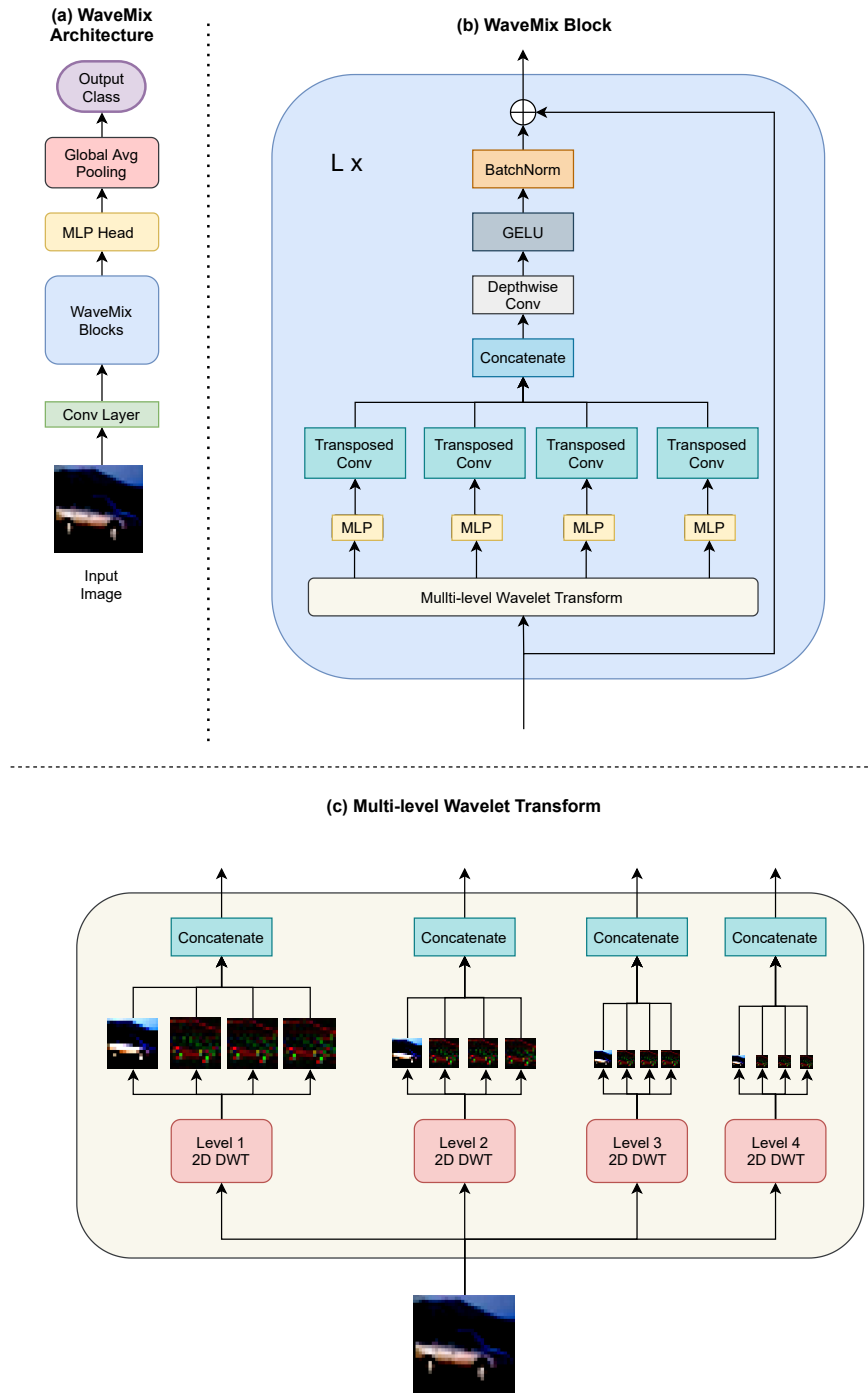 (a) WaveMix
Architecture
Output
Class
Global Avg
Pooling
MLP Head
WaveMix
Blocks
Conv Layer
Input
Image
(b) WaveMix Block
L x
BatchNorm
GELU
Depthwise
Conv
Concatenate
Transposed
Conv
Transposed
Conv
Transposed
Conv
Transposed
Conv
MLP
MLP
MLP
MLP
Mullti-level Wavelet Transform
(c) Multi-level Wavelet Transform
Concatenate
Concatenate
Concatenate
Concatenate
Level 1
2D DWT
Level 2
2D DWT
Level 3
2D DWT
Level 4
2D DWT